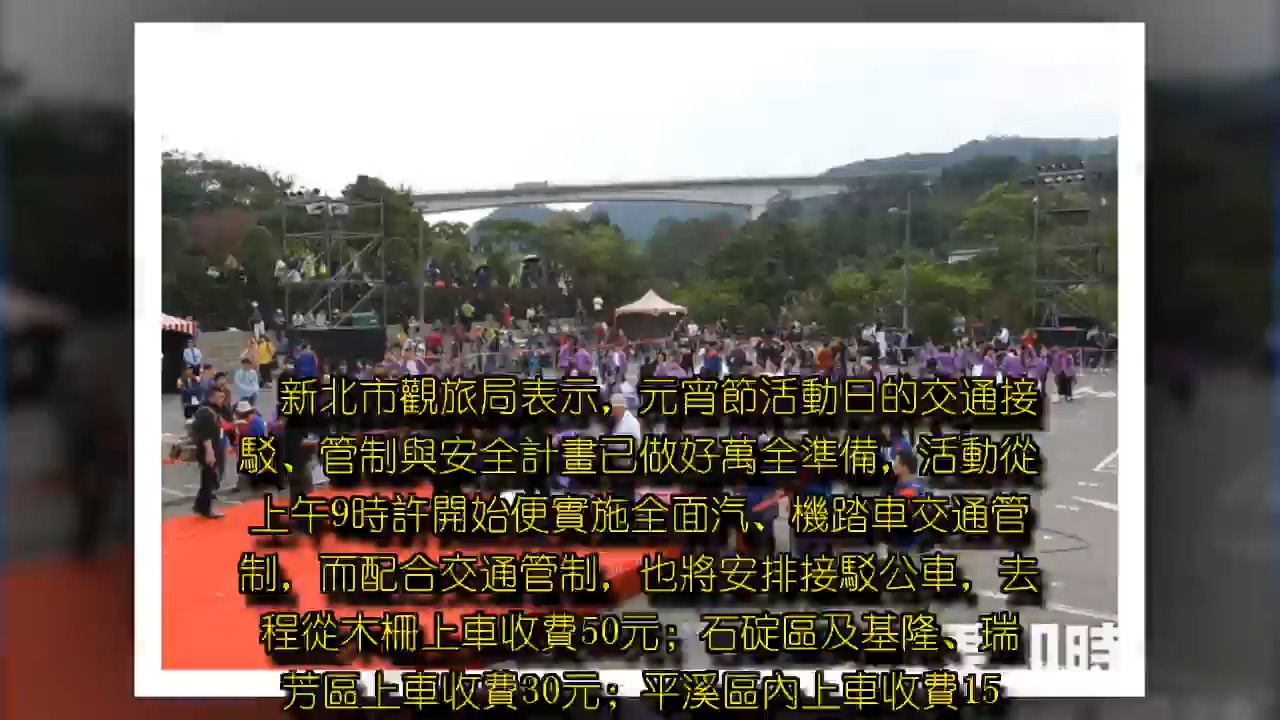 新北市觀旅局表示，元宵節活動日的交通接
駁、管制與安全計畫已做好萬全準備，活動從
上午9時許開始便實施全面汽、機踏車交通管
制，而配合交通管制，也將安排接駁公車，去
程從木柵上車收費50元；石碇區及基隆、瑞
芳區上車收費30元；平溪區內上車收費15
時